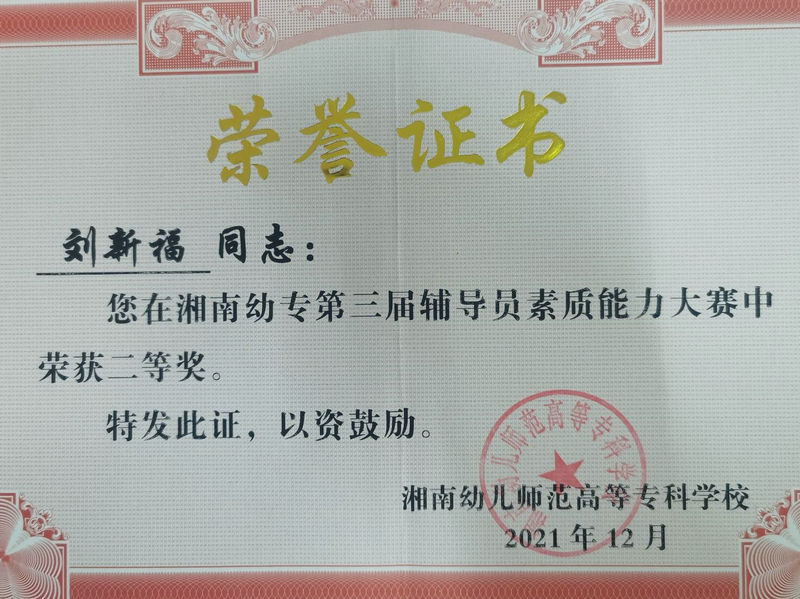 荣誉证书
刘新福 同志：
您在湘南幼专第三届辅导员素质能力大赛中
荣获二等奖。
特发此证，以资鼓励。
湘南幼儿师范高等专科学校
2021年12月